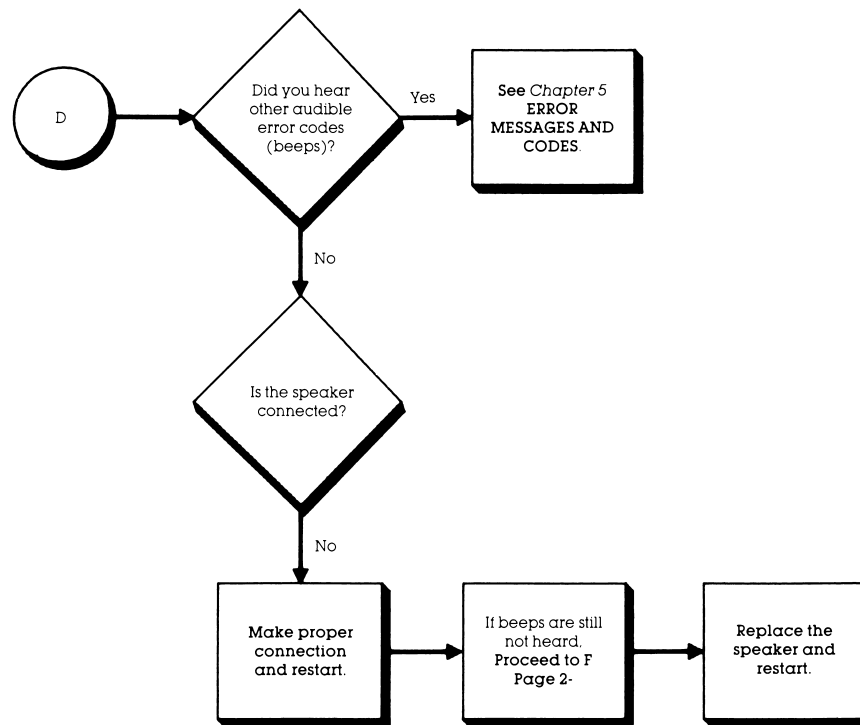 D
Did you hear
other audible
error codes
(beeps)?
Yes
See Chapter 5
ERROR
MESSAGES AND
CODES.
No
Is the speaker
connected?
No
Make proper
connection
and restart.
If beeps are still
not heard,
Proceed to F
Page 2-
Replace the
speaker and
restart.